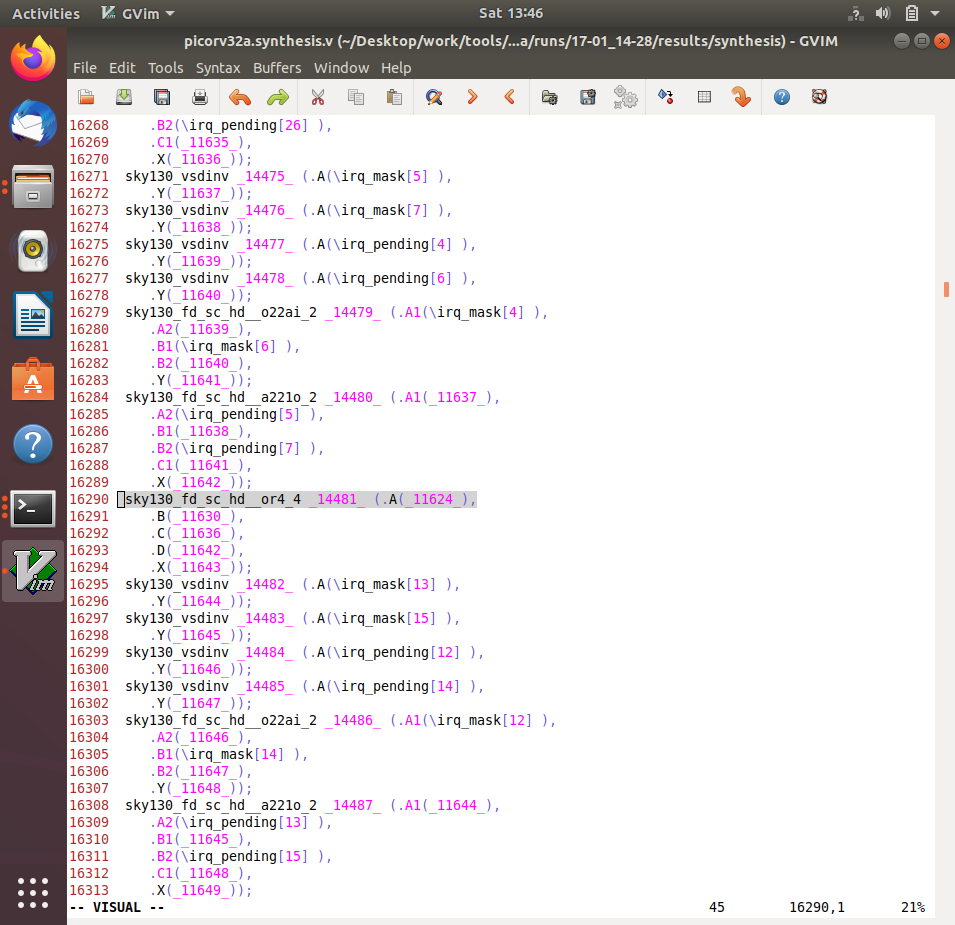 Activities GVim Sat 13:46
picorv32a.synthesis.v (~/Desktop/work/tools/...a/runs/17-01_14-28/results/synthesis) - GVIM
File Edit Tools Syntax Buffers Window Help
16268 .B2(\irq_pending[26] ),
16269 .C1(_11635_),
16270 .X(_11636_));
16271 sky130_vsdinv _14475_ (.A(\irq_mask[5] ),
16272 .Y(_11637_));
16273 sky130_vsdinv _14476_ (.A(\irq_mask[7] ),
16274 .Y(_11638_));
16275 sky130_vsdinv _14477_ (.A(\irq_pending[4] ),
16276 .Y(_11639_));
16277 sky130_vsdinv _14478_ (.A(\irq_pending[6] ),
16278 .Y(_11640_));
16279 sky130_fd_sc_hd__o22ai_2 _14479_ (.A1(\irq_mask[4] ),
16280 .A2(_11639_),
16281 .B1(\irq_mask[6] ),
16282 .B2(_11640_),
16283 .Y(_11641_));
16284 sky130_fd_sc_hd__a221o_2 _14480_ (.A1(_11637_),
16285 .A2(\irq_pending[5] ),
16286 .B1(_11638_),
16287 .B2(\irq_pending[7] ),
16288 .C1(_11641_),
16289 .X(_11642_));
16290 sky130_fd_sc_hd__or4_4 _14481_ (.A(_11624_),
16291 .B(_11630_),
16292 .C(_11636_),
16293 .D(_11642_),
16294 .X(_11643_));
16295 sky130_vsdinv _14482_ (.A(\irq_mask[13] ),
16296 .Y(_11644_));
16297 sky130_vsdinv _14483_ (.A(\irq_mask[15] ),
16298 .Y(_11645_));
16299 sky130_vsdinv _14484_ (.A(\irq_pending[12] ),
16300 .Y(_11646_));
16301 sky130_vsdinv _14485_ (.A(\irq_pending[14] ),
16302 .Y(_11647_));
16303 sky130_fd_sc_hd__o22ai_2 _14486_ (.A1(\irq_mask[12] ),
16304 .A2(_11646_),
16305 .B1(\irq_mask[14] ),
16306 .B2(_11647_),
16307 .Y(_11648_));
16308 sky130_fd_sc_hd__a221o_2 _14487_ (.A1(_11644_),
16309 .A2(\irq_pending[13] ),
16310 .B1(_11645_),
16311 .B2(\irq_pending[15] ),
16312 .C1(_11648_),
16313 .X(_11649_));
-- VISUAL -- 45 16290,1 21%